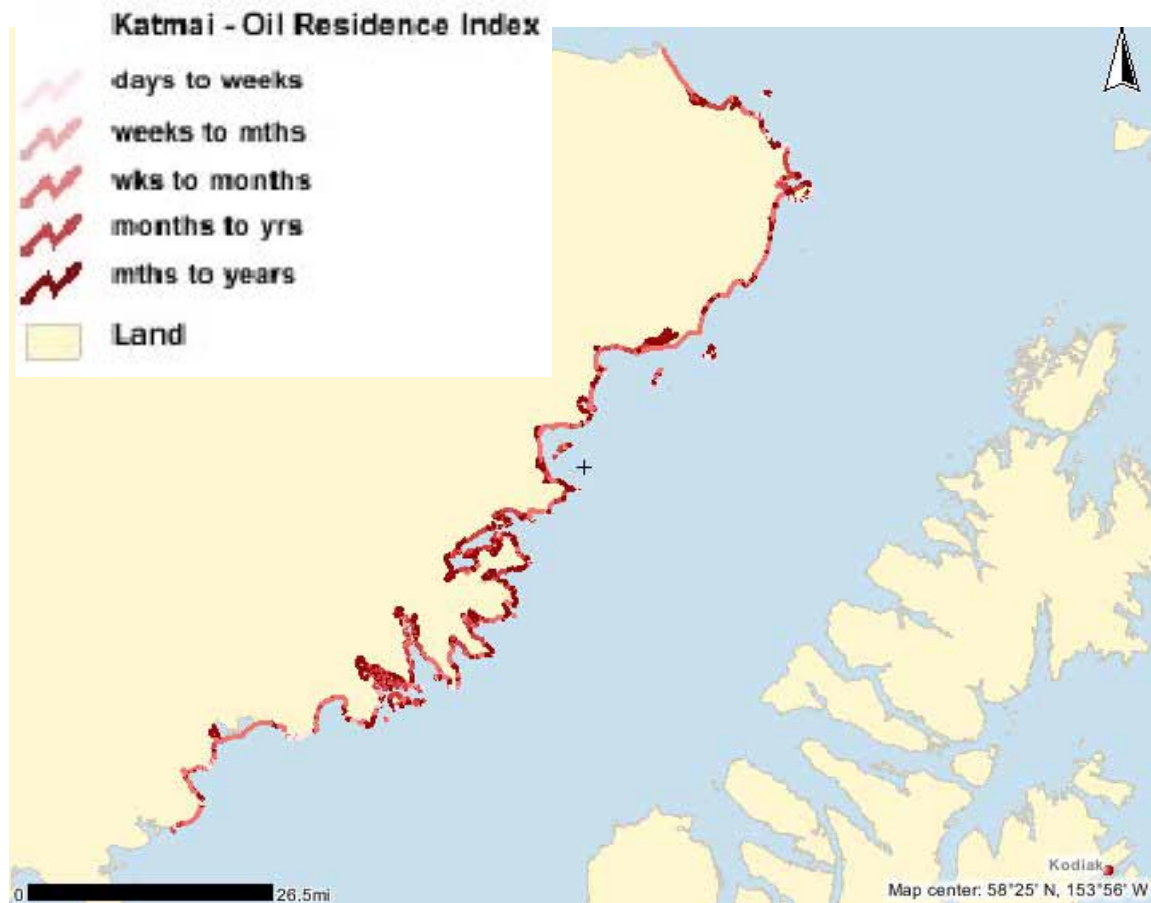 Katmai - Oil Residence Index
days to weeks
weeks to mths
wks to months
months to yrs
mths to years
Land
Kodiak
0 26.5mi
Map center: 58°25' N, 153°56' W